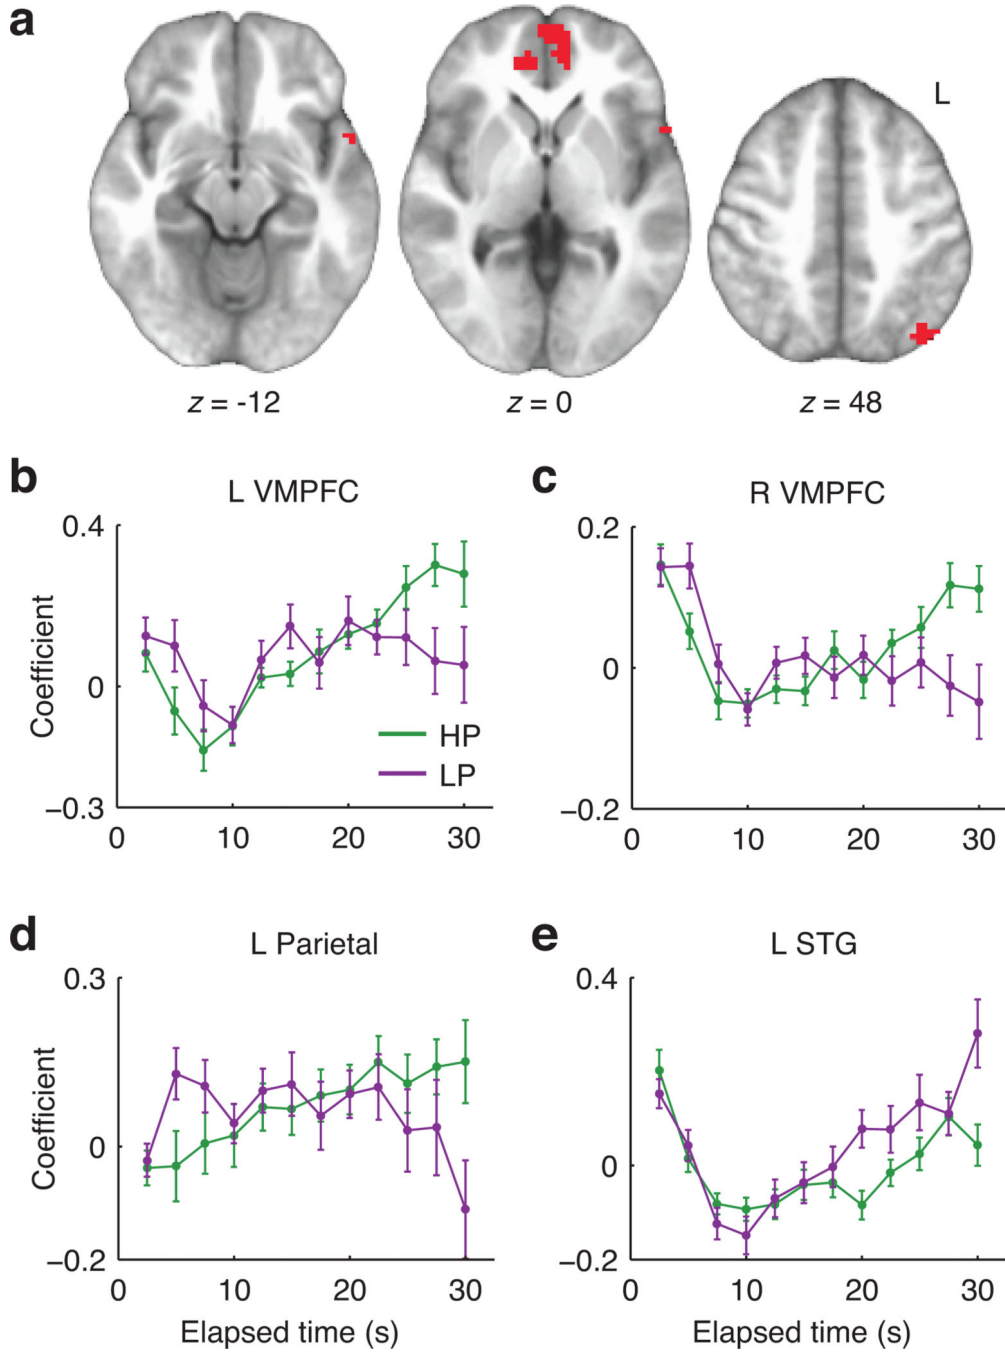 a
L
z = -12
z = 0
z = 48
b
L VMPFC
0.4
0
−0.3
Coefficient
HP
LP
0
10
20
30
c
R VMPFC
0.2
0
−0.2
0
10
20
30
d
L Parietal
0.3
0
−0.2
Coefficient
0
10
20
30
Elapsed time (s)
e
L STG
0.4
0
−0.2
0
10
20
30
Elapsed time (s)